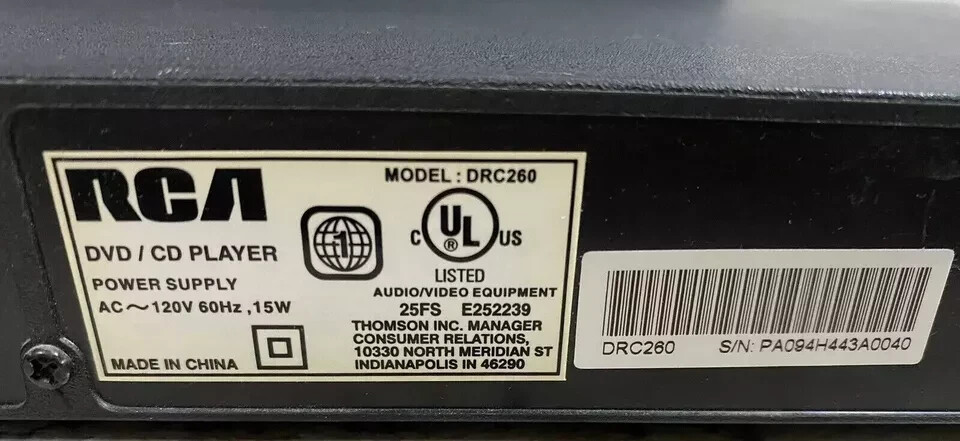 RCA
DVD / CD PLAYER
POWER SUPPLY
AC～120V 60Hz ,15W
MADE IN CHINA
1
MODEL : DRC260
C UL ® US
LISTED
AUDIO/VIDEO EQUIPMENT
25FS E252239
THOMSON INC. MANAGER
CONSUMER RELATIONS,
10330 NORTH MERIDIAN ST
INDIANAPOLIS IN 46290
DRC260 S/N: PA094H443A0040